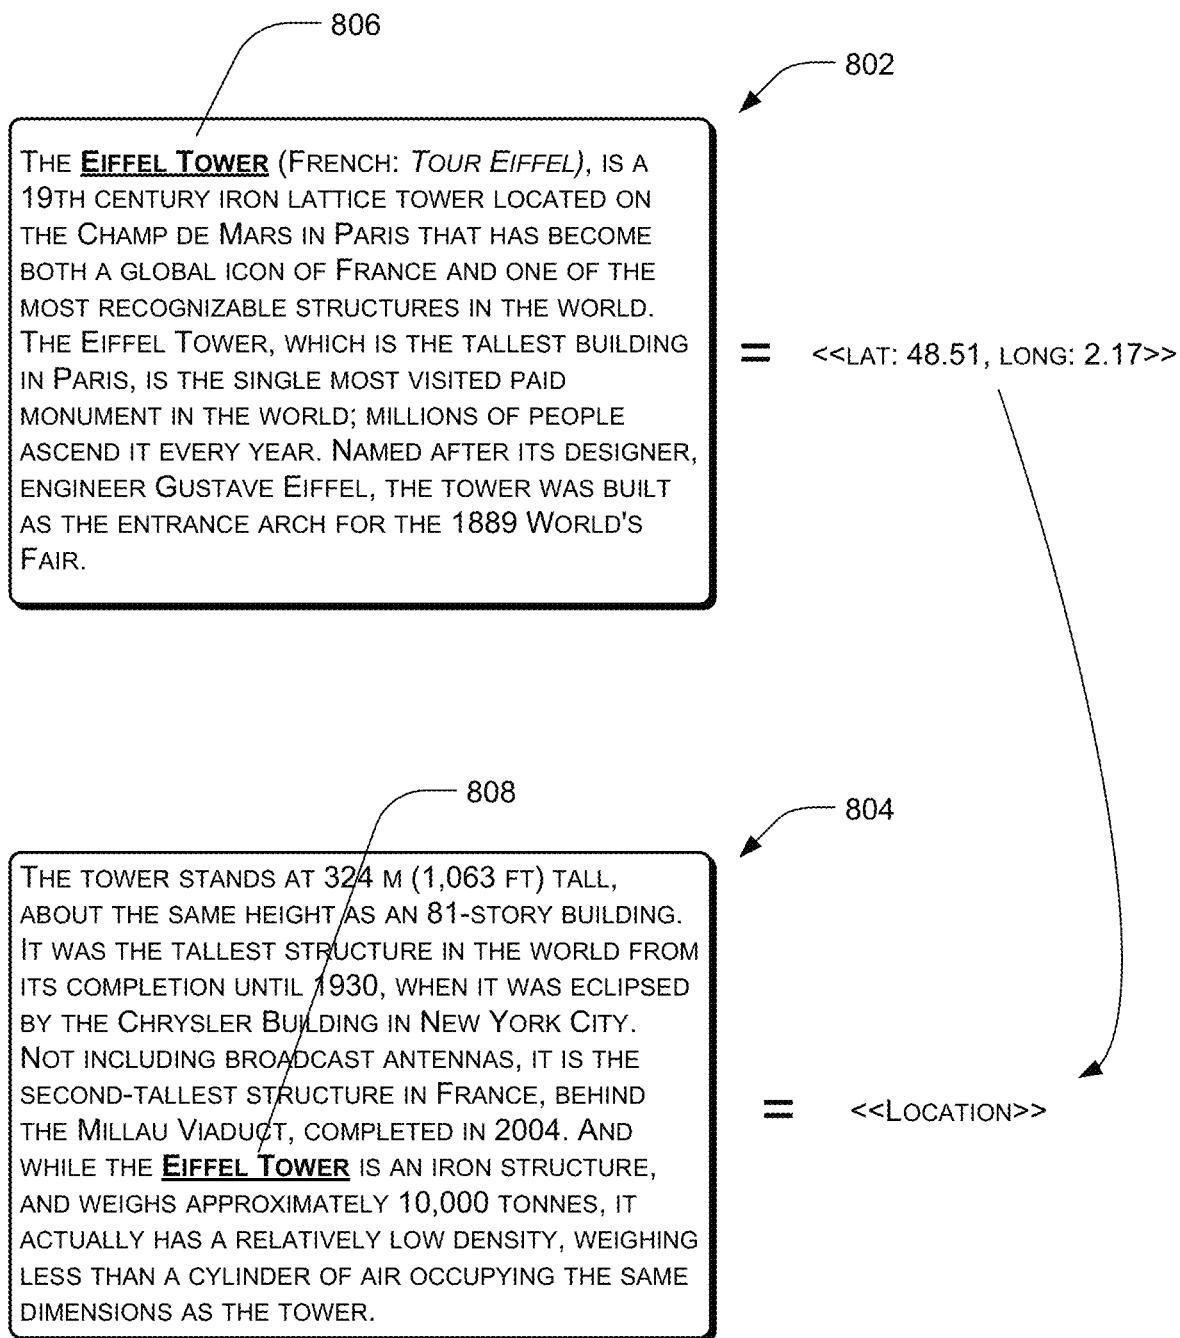 806
802
The Eiffel Tower (French: Tour Eiffel), is a
19th century iron lattice tower located on
the Champ de Mars in Paris that has become
both a global icon of France and one of the
most recognizable structures in the world.
The Eiffel Tower, which is the tallest building
in Paris, is the single most visited paid
monument in the world; millions of people
ascend it every year. Named after its designer,
engineer Gustave Eiffel, the tower was built
as the entrance arch for the 1889 World's
Fair.
= <<lat: 48.51, long: 2.17>>
808
804
The tower stands at 324 m (1,063 ft) tall,
about the same height as an 81-story building.
It was the tallest structure in the world from
its completion until 1930, when it was eclipsed
by the Chrysler Building in New York City.
Not including broadcast antennas, it is the
second-tallest structure in France, behind
the Millau Viaduct, completed in 2004. And
while the Eiffel Tower is an iron structure,
and weighs approximately 10,000 tonnes, it
actually has a relatively low density, weighing
less than a cylinder of air occupying the same
dimensions as the tower.
= <<Location>>